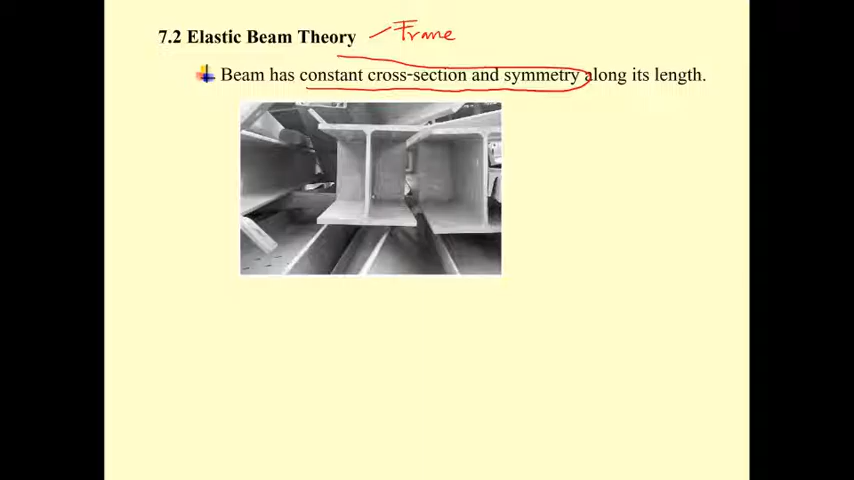 7.2 Elastic Beam Theory Frame
Beam has constant cross-section and symmetry along its length.